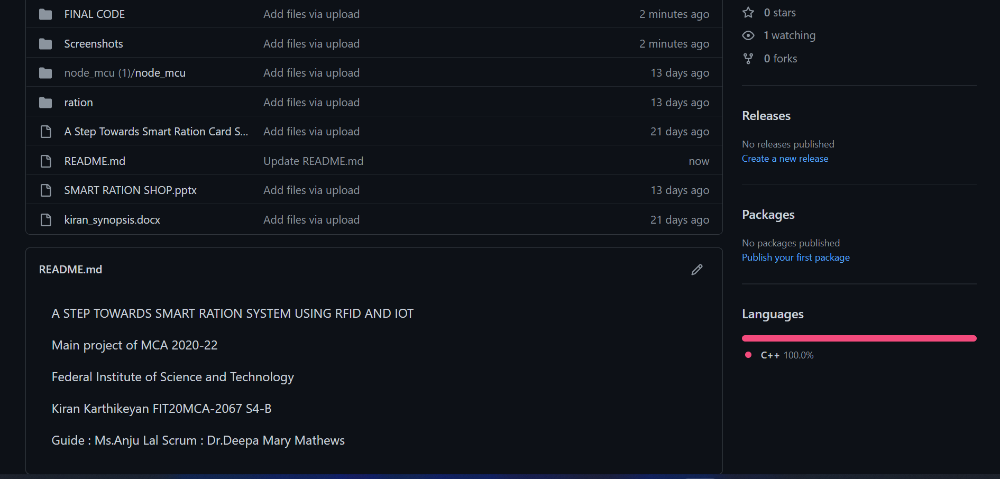 FINAL CODE Add files via upload 2 minutes ago
Screenshots Add files via upload 2 minutes ago
node_mcu (1)/node_mcu Add files via upload 13 days ago
ration Add files via upload 13 days ago
A Step Towards Smart Ration Card S... Add files via upload 21 days ago
README.md Update README.md now
SMART RATION SHOP.pptx Add files via upload 13 days ago
kiran_synopsis.docx Add files via upload 21 days ago
README.md
A STEP TOWARDS SMART RATION SYSTEM USING RFID AND IOT
Main project of MCA 2020-22
Federal Institute of Science and Technology
Kiran Karthikeyan FIT20MCA-2067 S4-B
Guide : Ms.Anju Lal Scrum : Dr.Deepa Mary Mathews
0 stars
1 watching
0 forks
Releases
No releases published
Create a new release
Packages
No packages published
Publish your first package
Languages
C++ 100.0%